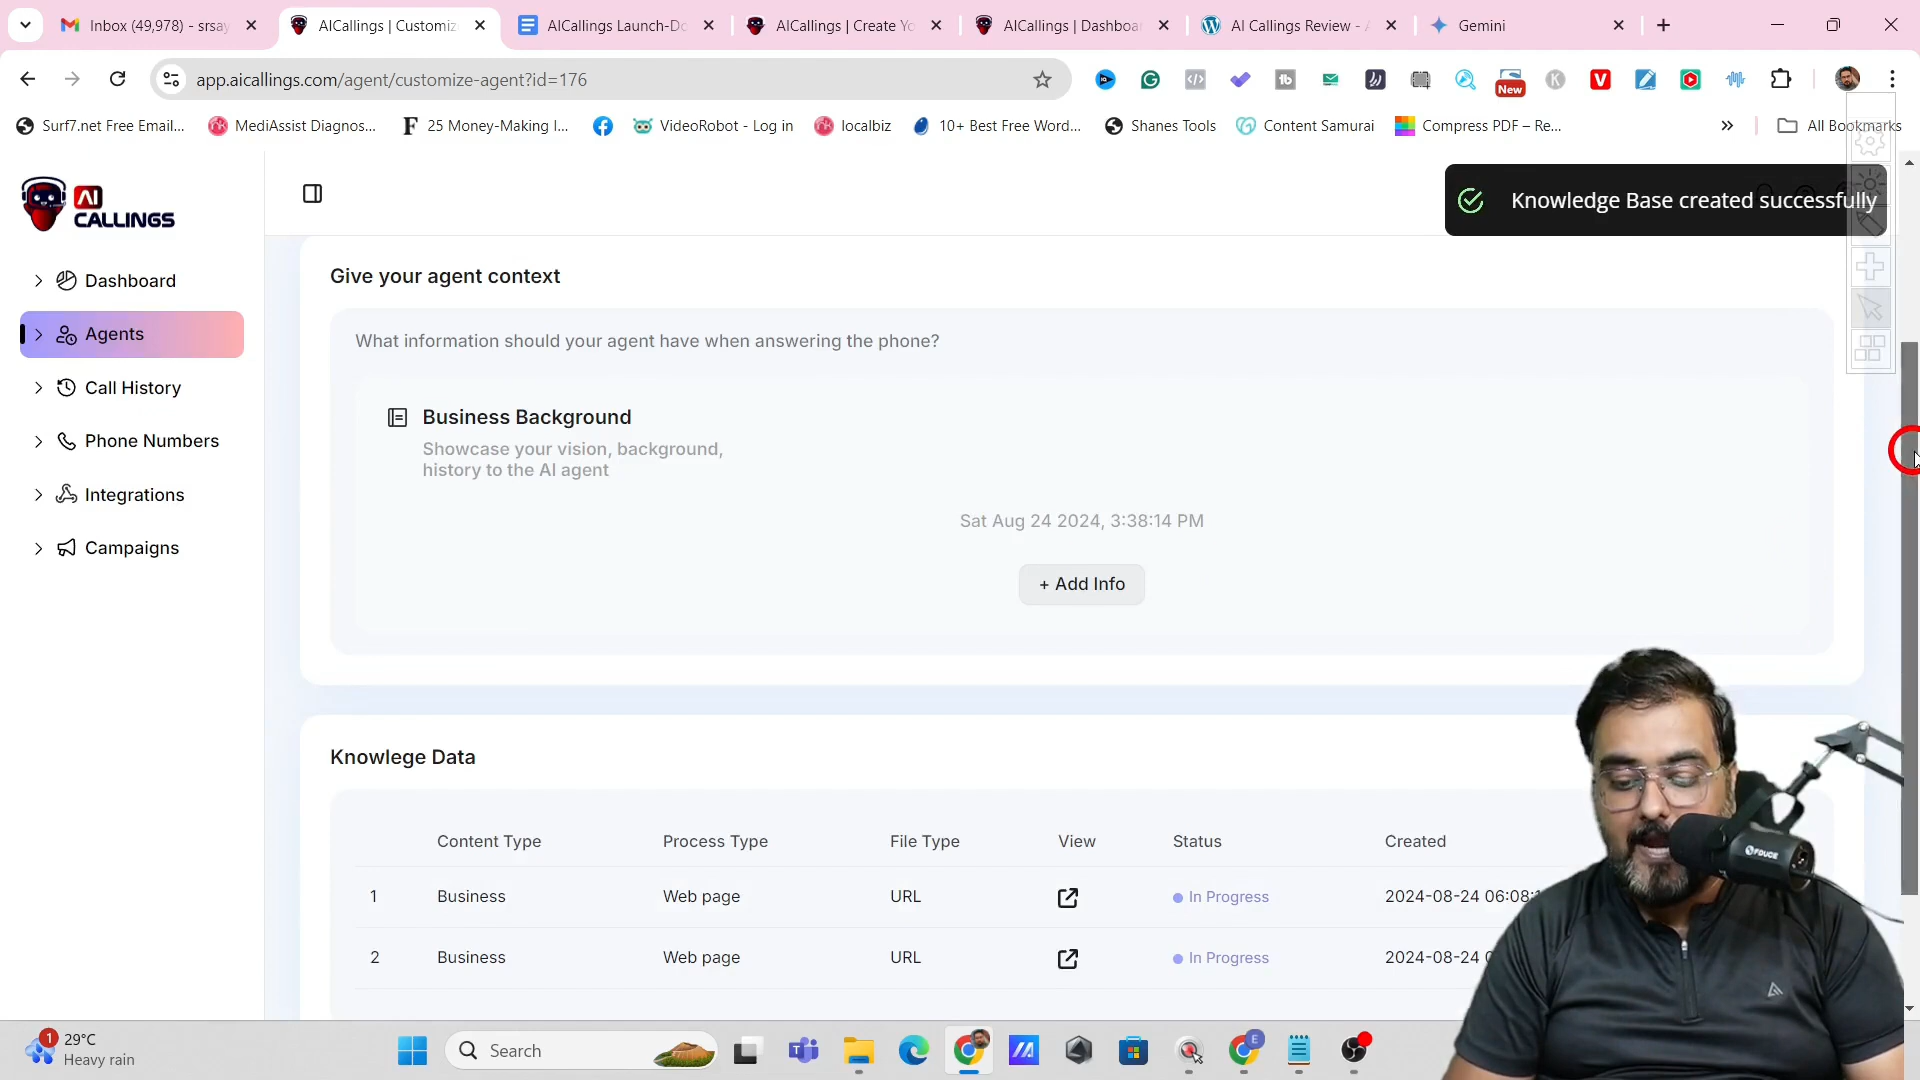 Inbox (49,978) - srsay
AICallings | Customize
AICallings Launch-Do
AICallings | Create Yo
AICallings | Dashboar
AI Callings Review - A
Gemini
app.aicallings.com/agent/customize-agent?id=176
New
Surf7.net Free Email...
MediAssist Diagnos...
25 Money-Making I...
VideoRobot - Log in
localbiz
10+ Best Free Word...
Shanes Tools
Content Samurai
Compress PDF – Re...
All Bookmarks
AI CALLINGS
Knowledge Base created successfully
Dashboard
Agents
Call History
Phone Numbers
Integrations
Campaigns
Give your agent context
What information should your agent have when answering the phone?
Business Background
Showcase your vision, background,
history to the AI agent
Sat Aug 24 2024, 3:38:14 PM
+ Add Info
Knowlege Data
Content Type Process Type File Type View Status Created
1 Business Web page URL In Progress 2024-08-24 06:08:1
2 Business Web page URL In Progress 2024-08-24
FDUCE
1
29°C
Heavy rain
Search